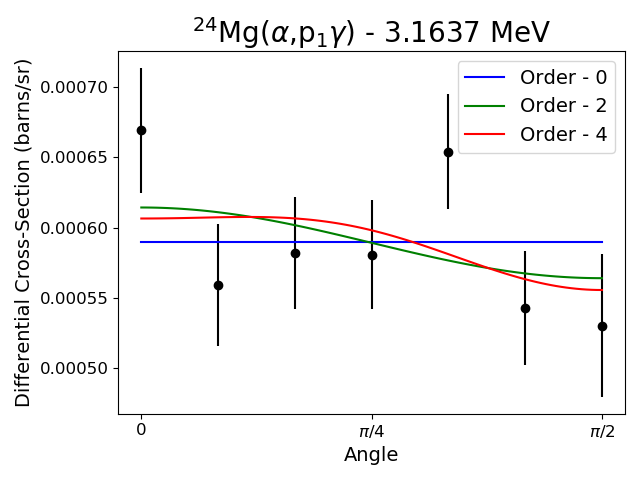 ²⁴Mg(α,p₁γ) - 3.1637 MeV
Order - 0
Order - 2
Order - 4
Differential Cross-Section (barns/sr)
0.00070
0.00065
0.00060
0.00055
0.00050
0 π/4 π/2
Angle